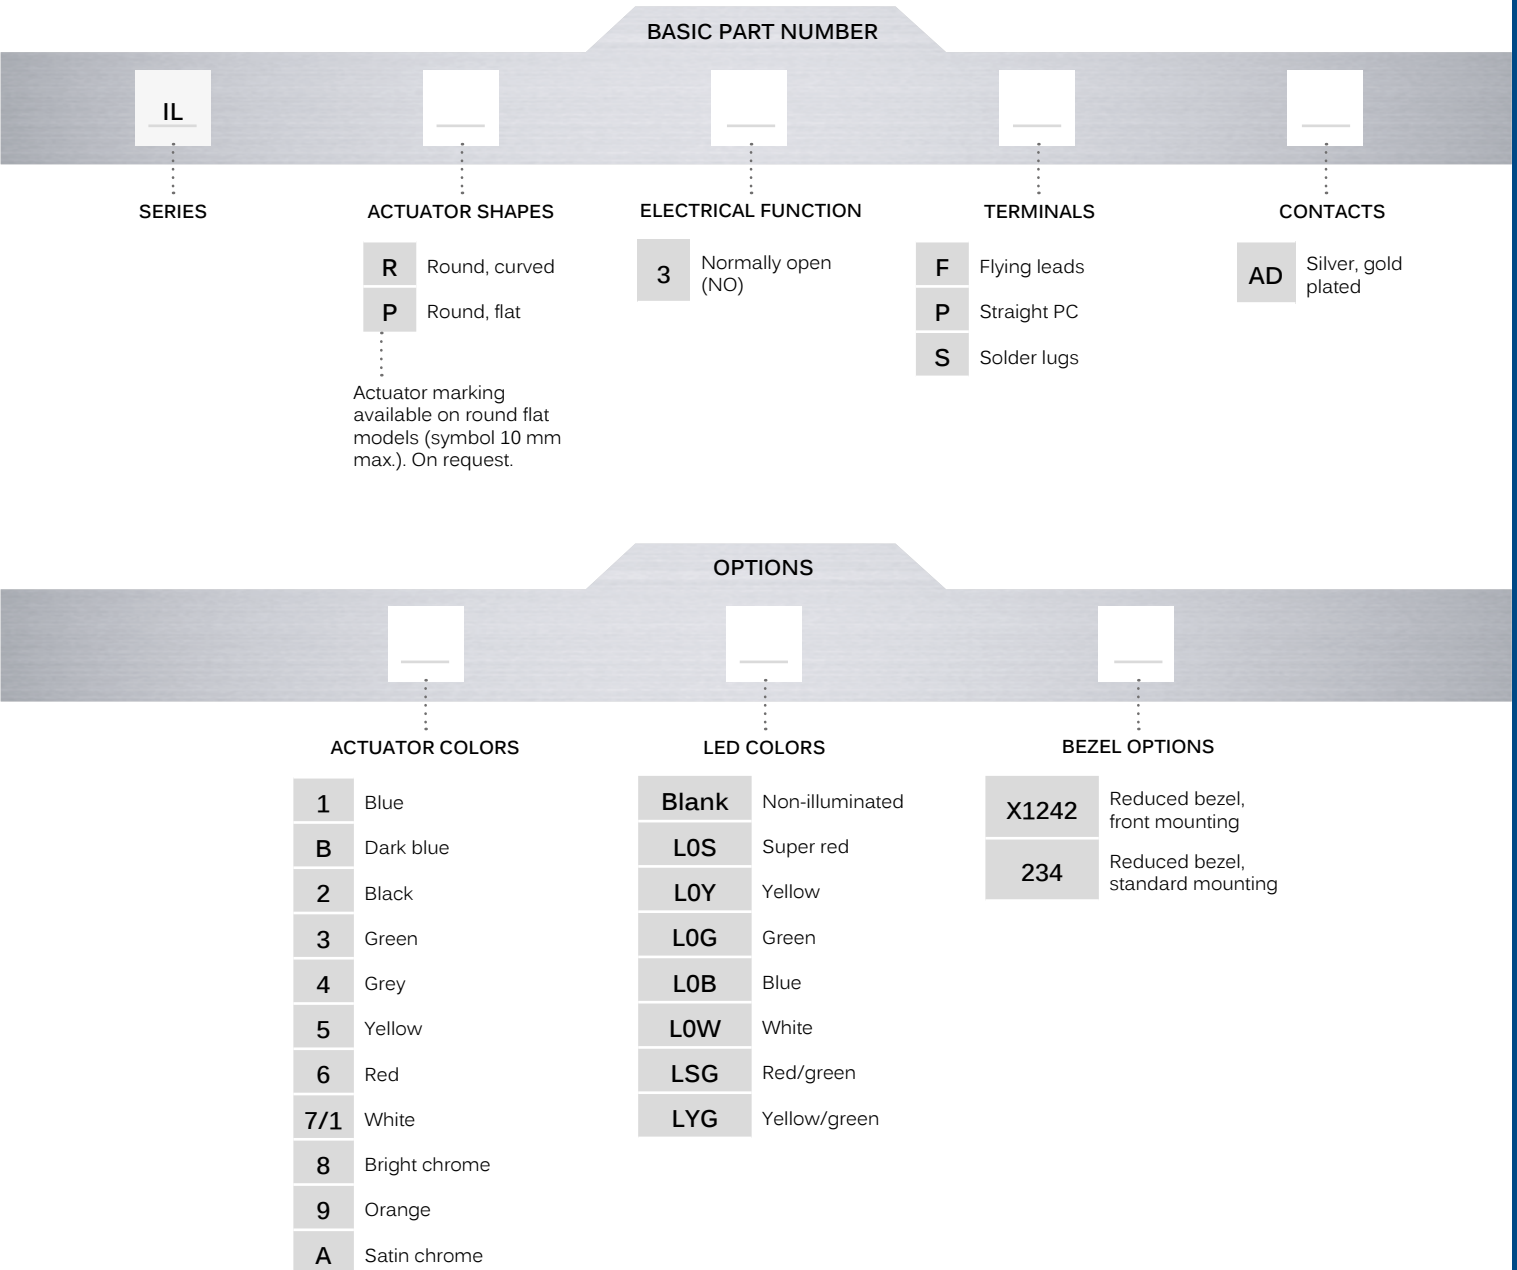 BASIC PART NUMBER
IL
SERIES
ACTUATOR SHAPES
R Round, curved
P Round, flat
Actuator marking
available on round flat
models (symbol 10 mm
max.). On request.
ELECTRICAL FUNCTION
3 Normally open
(NO)
TERMINALS
F Flying leads
P Straight PC
S Solder lugs
CONTACTS
AD Silver, gold
plated
OPTIONS
ACTUATOR COLORS
1 Blue
B Dark blue
2 Black
3 Green
4 Grey
5 Yellow
6 Red
7/1 White
8 Bright chrome
9 Orange
A Satin chrome
LED COLORS
Blank Non-illuminated
L0S Super red
L0Y Yellow
L0G Green
L0B Blue
L0W White
LSG Red/green
LYG Yellow/green
BEZEL OPTIONS
X1242 Reduced bezel,
front mounting
234 Reduced bezel,
standard mounting